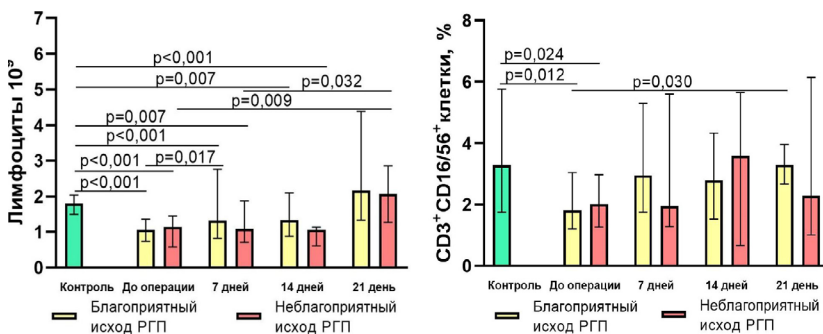 Лимфоциты 10⁹
7
6
5
4
3
2
1
0
p<0,001
p=0,007
p=0,032
p=0,009
p=0,007
p<0,001
p<0,001
p=0,017
p<0,001
Контроль До операции 7 дней 14 дней 21 день
Благоприятный исход РГП
Неблагоприятный исход РГП
CD3⁺CD16/56⁺клетки, %
8
6
4
2
0
p=0,024
p=0,012
p=0,030
Контроль До операции 7 дней 14 дней 21 день
Благоприятный исход РГП
Неблагоприятный исход РГП